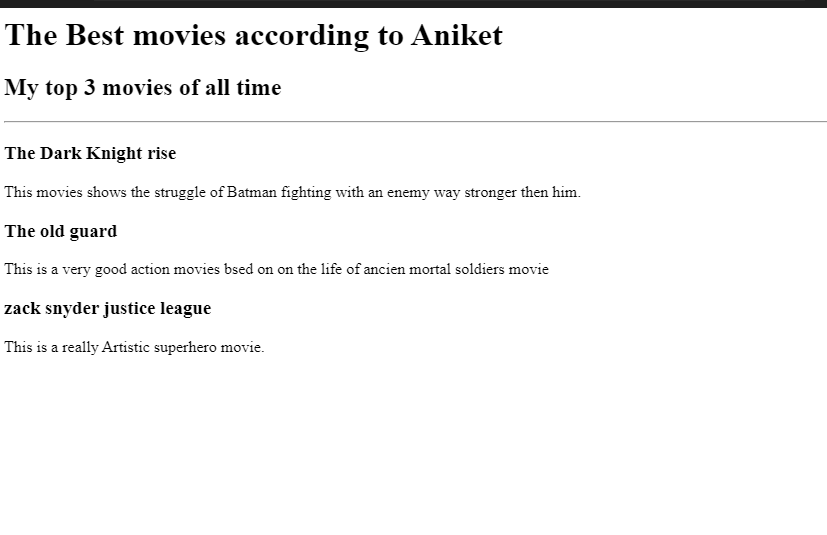 The Best movies according to Aniket
My top 3 movies of all time
The Dark Knight rise
This movies shows the struggle of Batman fighting with an enemy way stronger then him.
The old guard
This is a very good action movies bsed on on the life of ancien mortal soldiers movie
zack snyder justice league
This is a really Artistic superhero movie.